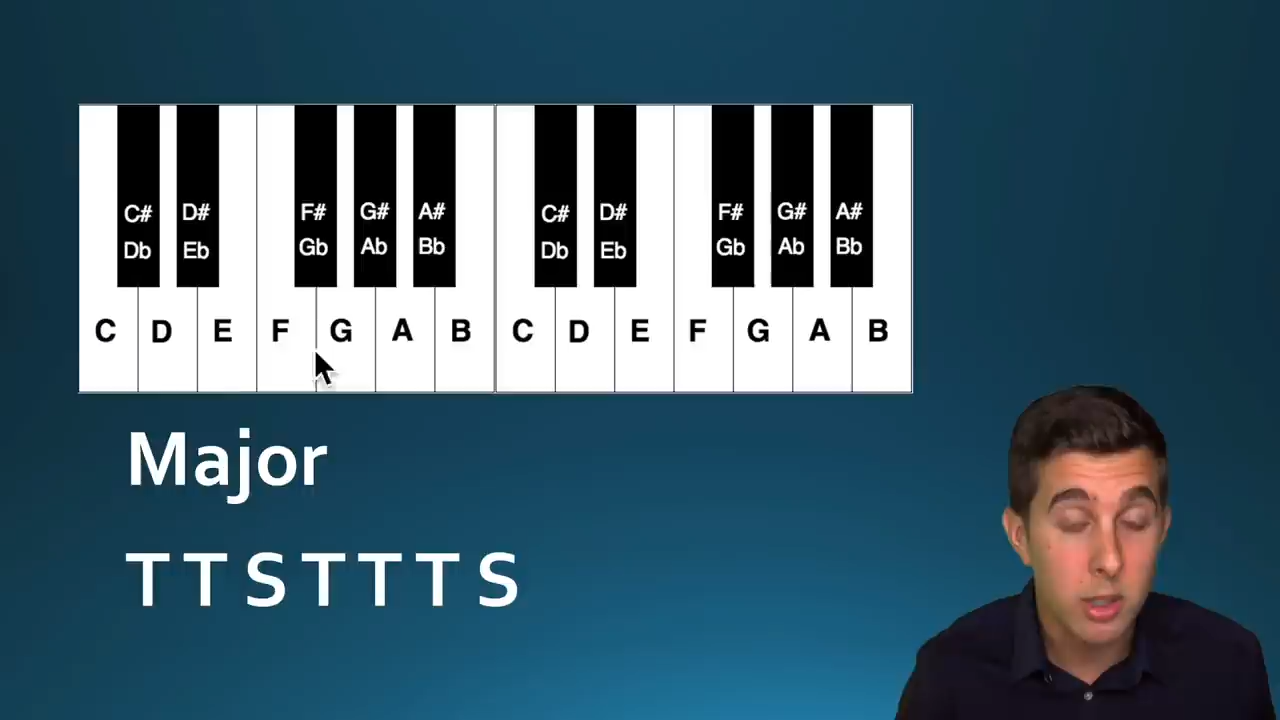 C# D# F# G# A# C# D# F# G# A#
Db Eb Gb Ab Bb Db Eb Gb Ab Bb
C D E F G A B C D E F G A B
Major
T T S T T T S